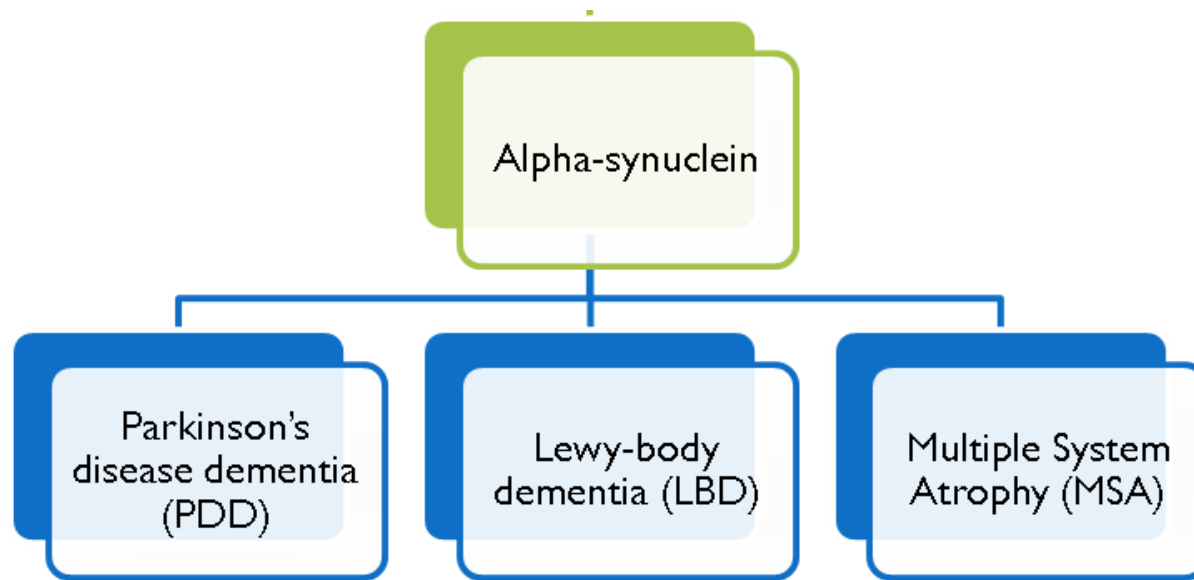 Alpha-synuclein
Parkinson's
disease dementia
(PDD)
Lewy-body
dementia (LBD)
Multiple System
Atrophy (MSA)